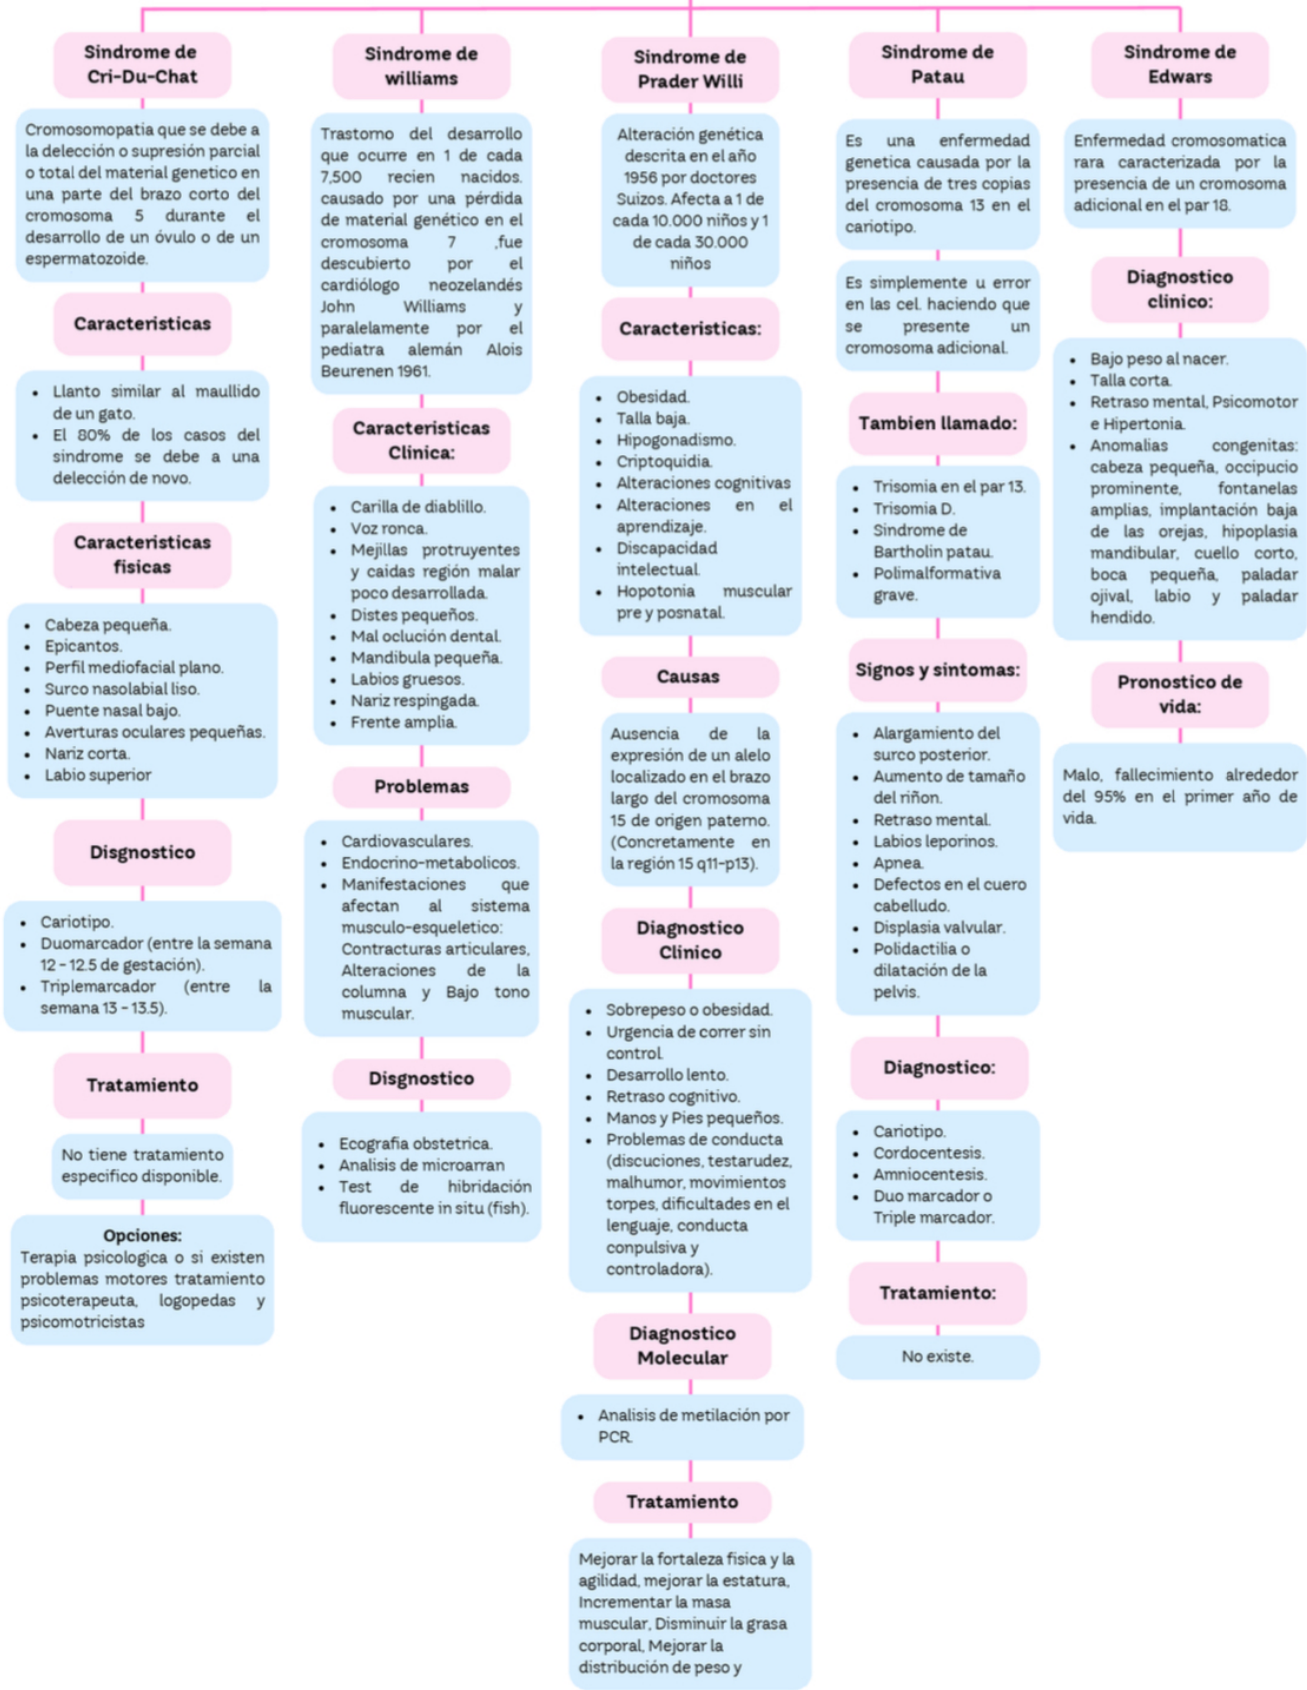 Sindrome de
Cri-Du-Chat
Cromosomopatia que se debe a
la delección o supresión parcial
o total del material genetico en
una parte del brazo corto del
cromosoma 5 durante el
desarrollo de un óvulo o de un
espermatozoide.
Caracteristicas
• Llanto similar al maullido
de un gato.
• El 80% de los casos del
sindrome se debe a una
delección de novo.
Caracteristicas
fisicas
• Cabeza pequeña.
• Epicantos.
• Perfil mediofacial plano.
• Surco nasolabial liso.
• Puente nasal bajo.
• Averturas oculares pequeñas.
• Nariz corta.
• Labio superior
Disgnostico
• Cariotipo.
• Duomarcador (entre la semana
12 - 12.5 de gestación).
• Triplemarcador (entre la
semana 13 - 13.5).
Tratamiento
No tiene tratamiento
especifico disponible.
Opciones:
Terapia psicologica o si existen
problemas motores tratamiento
psicoterapeuta, logopedas y
psicomotricistas
Sindrome de
williams
Trastorno del desarrollo
que ocurre en 1 de cada
7,500 recien nacidos.
causado por una pérdida
de material genético en el
cromosoma 7 ,fue
descubierto por el
cardiólogo neozelandés
John Williams y
paralelamente por el
pediatra alemán Alois
Beurenen 1961.
Caracteristicas
Clinica:
• Carilla de diablillo.
• Voz ronca.
• Mejillas protruyentes
y caidas región malar
poco desarrollada.
• Distes pequeños.
• Mal oclución dental.
• Mandibula pequeña.
• Labios gruesos.
• Nariz respingada.
• Frente amplia.
Problemas
• Cardiovasculares.
• Endocrino-metabolicos.
• Manifestaciones que
afectan al sistema
musculo-esqueletico:
Contracturas articulares,
Alteraciones de la
columna y Bajo tono
muscular.
Disgnostico
• Ecografia obstetrica.
• Analisis de microarran
• Test de hibridación
fluorescente in situ (fish).
Sindrome de
Prader Willi
Alteración genética
descrita en el año
1956 por doctores
Suizos. Afecta a 1 de
cada 10.000 niños y 1
de cada 30.000
niños
Caracteristicas:
• Obesidad.
• Talla baja.
• Hipogonadismo.
• Criptoquidia.
• Alteraciones cognitivas
• Alteraciones en el
aprendizaje.
• Discapacidad
intelectual.
• Hopotonia muscular
pre y posnatal.
Causas
Ausencia de la
expresión de un alelo
localizado en el brazo
largo del cromosoma
15 de origen paterno.
(Concretamente en
la región 15 q11-p13).
Diagnostico
Clinico
• Sobrepeso o obesidad.
• Urgencia de correr sin
control.
• Desarrollo lento.
• Retraso cognitivo.
• Manos y Pies pequeños.
• Problemas de conducta
(discuciones, testarudez,
malhumor, movimientos
torpes, dificultades en el
lenguaje, conducta
conpulsiva y
controladora).
Diagnostico
Molecular
• Analisis de metilación por
PCR.
Tratamiento
Mejorar la fortaleza fisica y la
agilidad, mejorar la estatura,
Incrementar la masa
muscular, Disminuir la grasa
corporal, Mejorar la
distribución de peso y
Sindrome de
Patau
Es una enfermedad
genetica causada por la
presencia de tres copias
del cromosoma 13 en el
cariotipo.
Es simplemente u error
en las cel. haciendo que
se presente un
cromosoma adicional.
Tambien llamado:
• Trisomia en el par 13.
• Trisomia D.
• Sindrome de
Bartholin patau.
• Polimalformativa
grave.
Signos y sintomas:
• Alargamiento del
surco posterior.
• Aumento de tamaño
del riñon.
• Retraso mental.
• Labios leporinos.
• Apnea.
• Defectos en el cuero
cabelludo.
• Displasia valvular.
• Polidactilia o
dilatación de la
pelvis.
Diagnostico:
• Cariotipo.
• Cordocentesis.
• Amniocentesis.
• Duo marcador o
Triple marcador.
Tratamiento:
No existe.
Sindrome de
Edwars
Enfermedad cromosomatica
rara caracterizada por la
presencia de un cromosoma
adicional en el par 18.
Diagnostico
clinico:
• Bajo peso al nacer.
• Talla corta.
• Retraso mental, Psicomotor
e Hipertonia.
• Anomalias congenitas:
cabeza pequeña, occipucio
prominente, fontanelas
amplias, implantación baja
de las orejas, hipoplasia
mandibular, cuello corto,
boca pequeña, paladar
ojival, labio y paladar
hendido.
Pronostico de
vida:
Malo, fallecimiento alrededor
del 95% en el primer año de
vida.